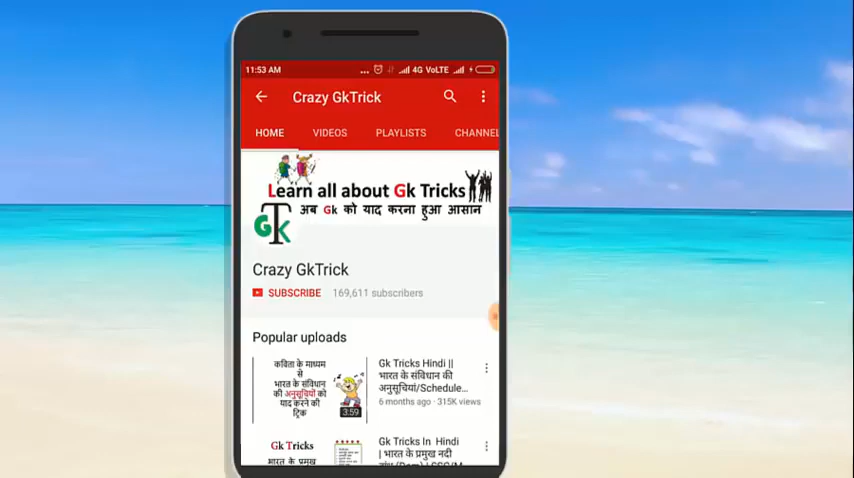 11:53 AM ... 4G VoLTE
Crazy GkTrick
HOME VIDEOS PLAYLISTS CHANNEL
Learn all about Gk Tricks
अब Gk को याद करना हुआ आसान
GTk
Crazy GkTrick
SUBSCRIBE 169,611 subscribers
Popular uploads
कविता के माध्यम
से
भारत के संविधान
की अनुसूचियों को
याद करने की
ट्रिक
3:59
Gk Tricks Hindi ||
भारत के संविधान की
अनुसूचियां/Schedule...
6 months ago · 315K views
Gk Tricks
भारत के प्रमुख
Gk Tricks In Hindi
| भारत के प्रमुख नदी